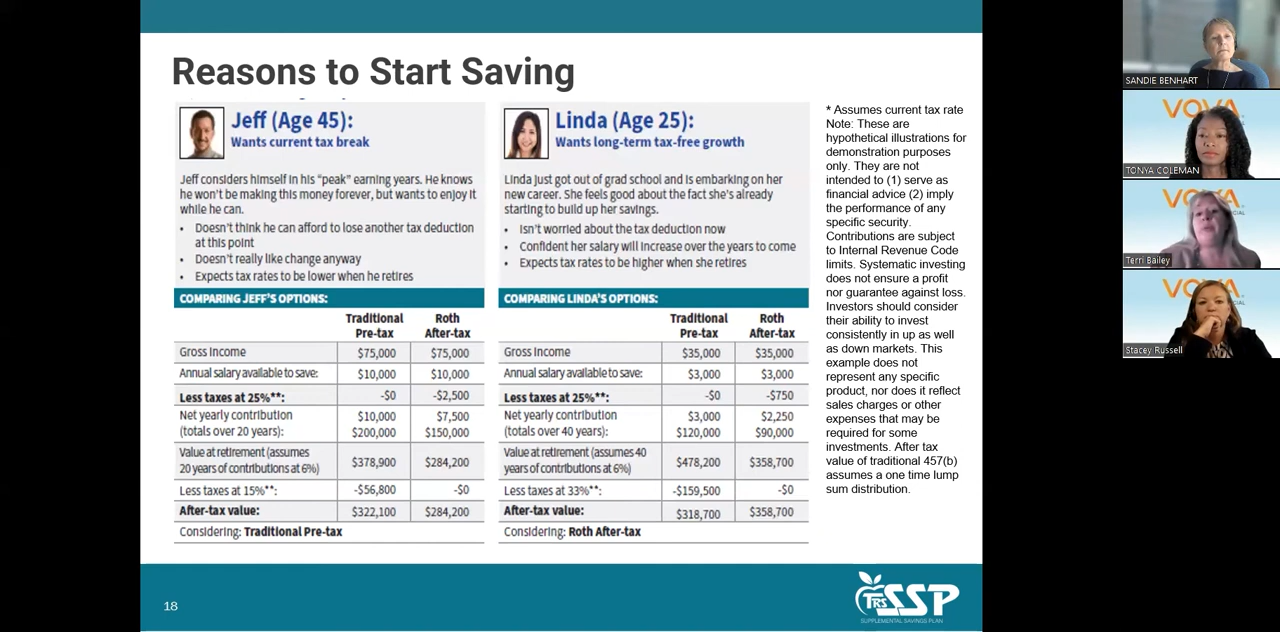 Reasons to Start Saving
Jeff (Age 45):
Wants current tax break
Jeff considers himself in his "peak" earning years. He knows
he won't be making this money forever, but wants to enjoy it
while he can.
• Doesn't think he can afford to lose another tax deduction
at this point
• Doesn't really like change anyway
• Expects tax rates to be lower when he retires
COMPARING JEFF'S OPTIONS:
Traditional Roth
Pre-tax After-tax
Gross Income $75,000 $75,000
Annual salary available to save: $10,000 $10,000
Less taxes at 25%**: -$0 -$2,500
Net yearly contribution $10,000 $7,500
(totals over 20 years): $200,000 $150,000
Value at retirement (assumes
20 years of contributions at 6%) $378,900 $284,200
Less taxes at 15%**: -$56,800 -$0
After-tax value: $322,100 $284,200
Considering: Traditional Pre-tax
Linda (Age 25):
Wants long-term tax-free growth
Linda just got out of grad school and is embarking on her
new career. She feels good about the fact she's already
starting to build up her savings.
• Isn't worried about the tax deduction now
• Confident her salary will increase over the years to come
• Expects tax rates to be higher when she retires
COMPARING LINDA'S OPTIONS:
Traditional Roth
Pre-tax After-tax
Gross Income $35,000 $35,000
Annual salary available to save: $3,000 $3,000
Less taxes at 25%**: -$0 -$750
Net yearly contribution $3,000 $2,250
(totals over 40 years): $120,000 $90,000
Value at retirement (assumes 40
years of contributions at 6%) $478,200 $358,700
Less taxes at 33%**: -$159,500 -$0
After-tax value: $318,700 $358,700
Considering: Roth After-tax
* Assumes current tax rate
Note: These are
hypothetical illustrations for
demonstration purposes
only. They are not
intended to (1) serve as
financial advice (2) imply
the performance of any
specific security.
Contributions are subject
to Internal Revenue Code
limits. Systematic investing
does not ensure a profit
nor guarantee against loss.
Investors should consider
their ability to invest
consistently in up as well
as down markets. This
example does not
represent any specific
product, nor does it reflect
sales charges or other
expenses that may be
required for some
investments. After tax
value of traditional 457(b)
assumes a one time lump
sum distribution.
18
TRS SSP
SUPPLEMENTAL SAVINGS PLAN
SANDIE BENHART
VOYA
TONYA COLEMAN
VOYA
Terri Bailey
VOYA
Stacey Russell